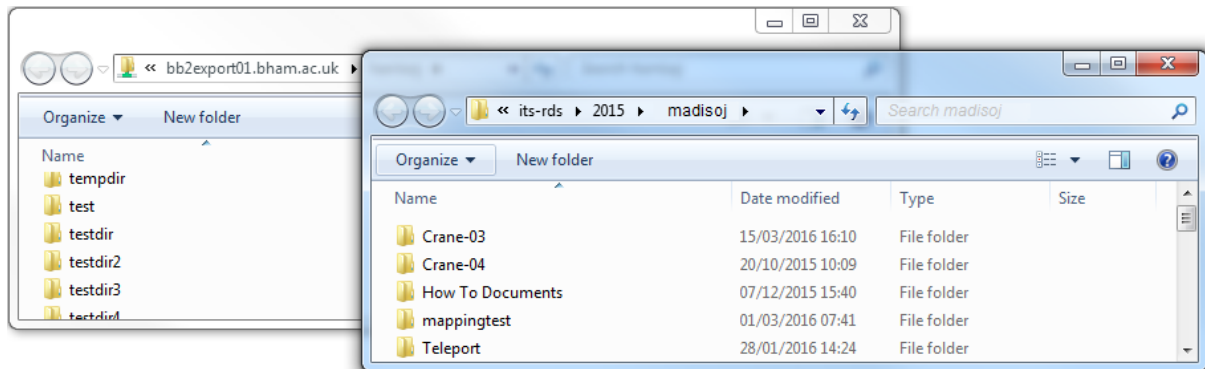 « bb2export01.bham.ac.uk
Organize New folder
Name
tempdir
test
testdir
testdir2
testdir3
testdir4
« its-rds 2015 madisoj Search madisoj
Organize New folder
Name Date modified Type Size
Crane-03 15/03/2016 16:10 File folder
Crane-04 20/10/2015 10:09 File folder
How To Documents 07/12/2015 15:40 File folder
mappingtest 01/03/2016 07:41 File folder
Teleport 28/01/2016 14:24 File folder